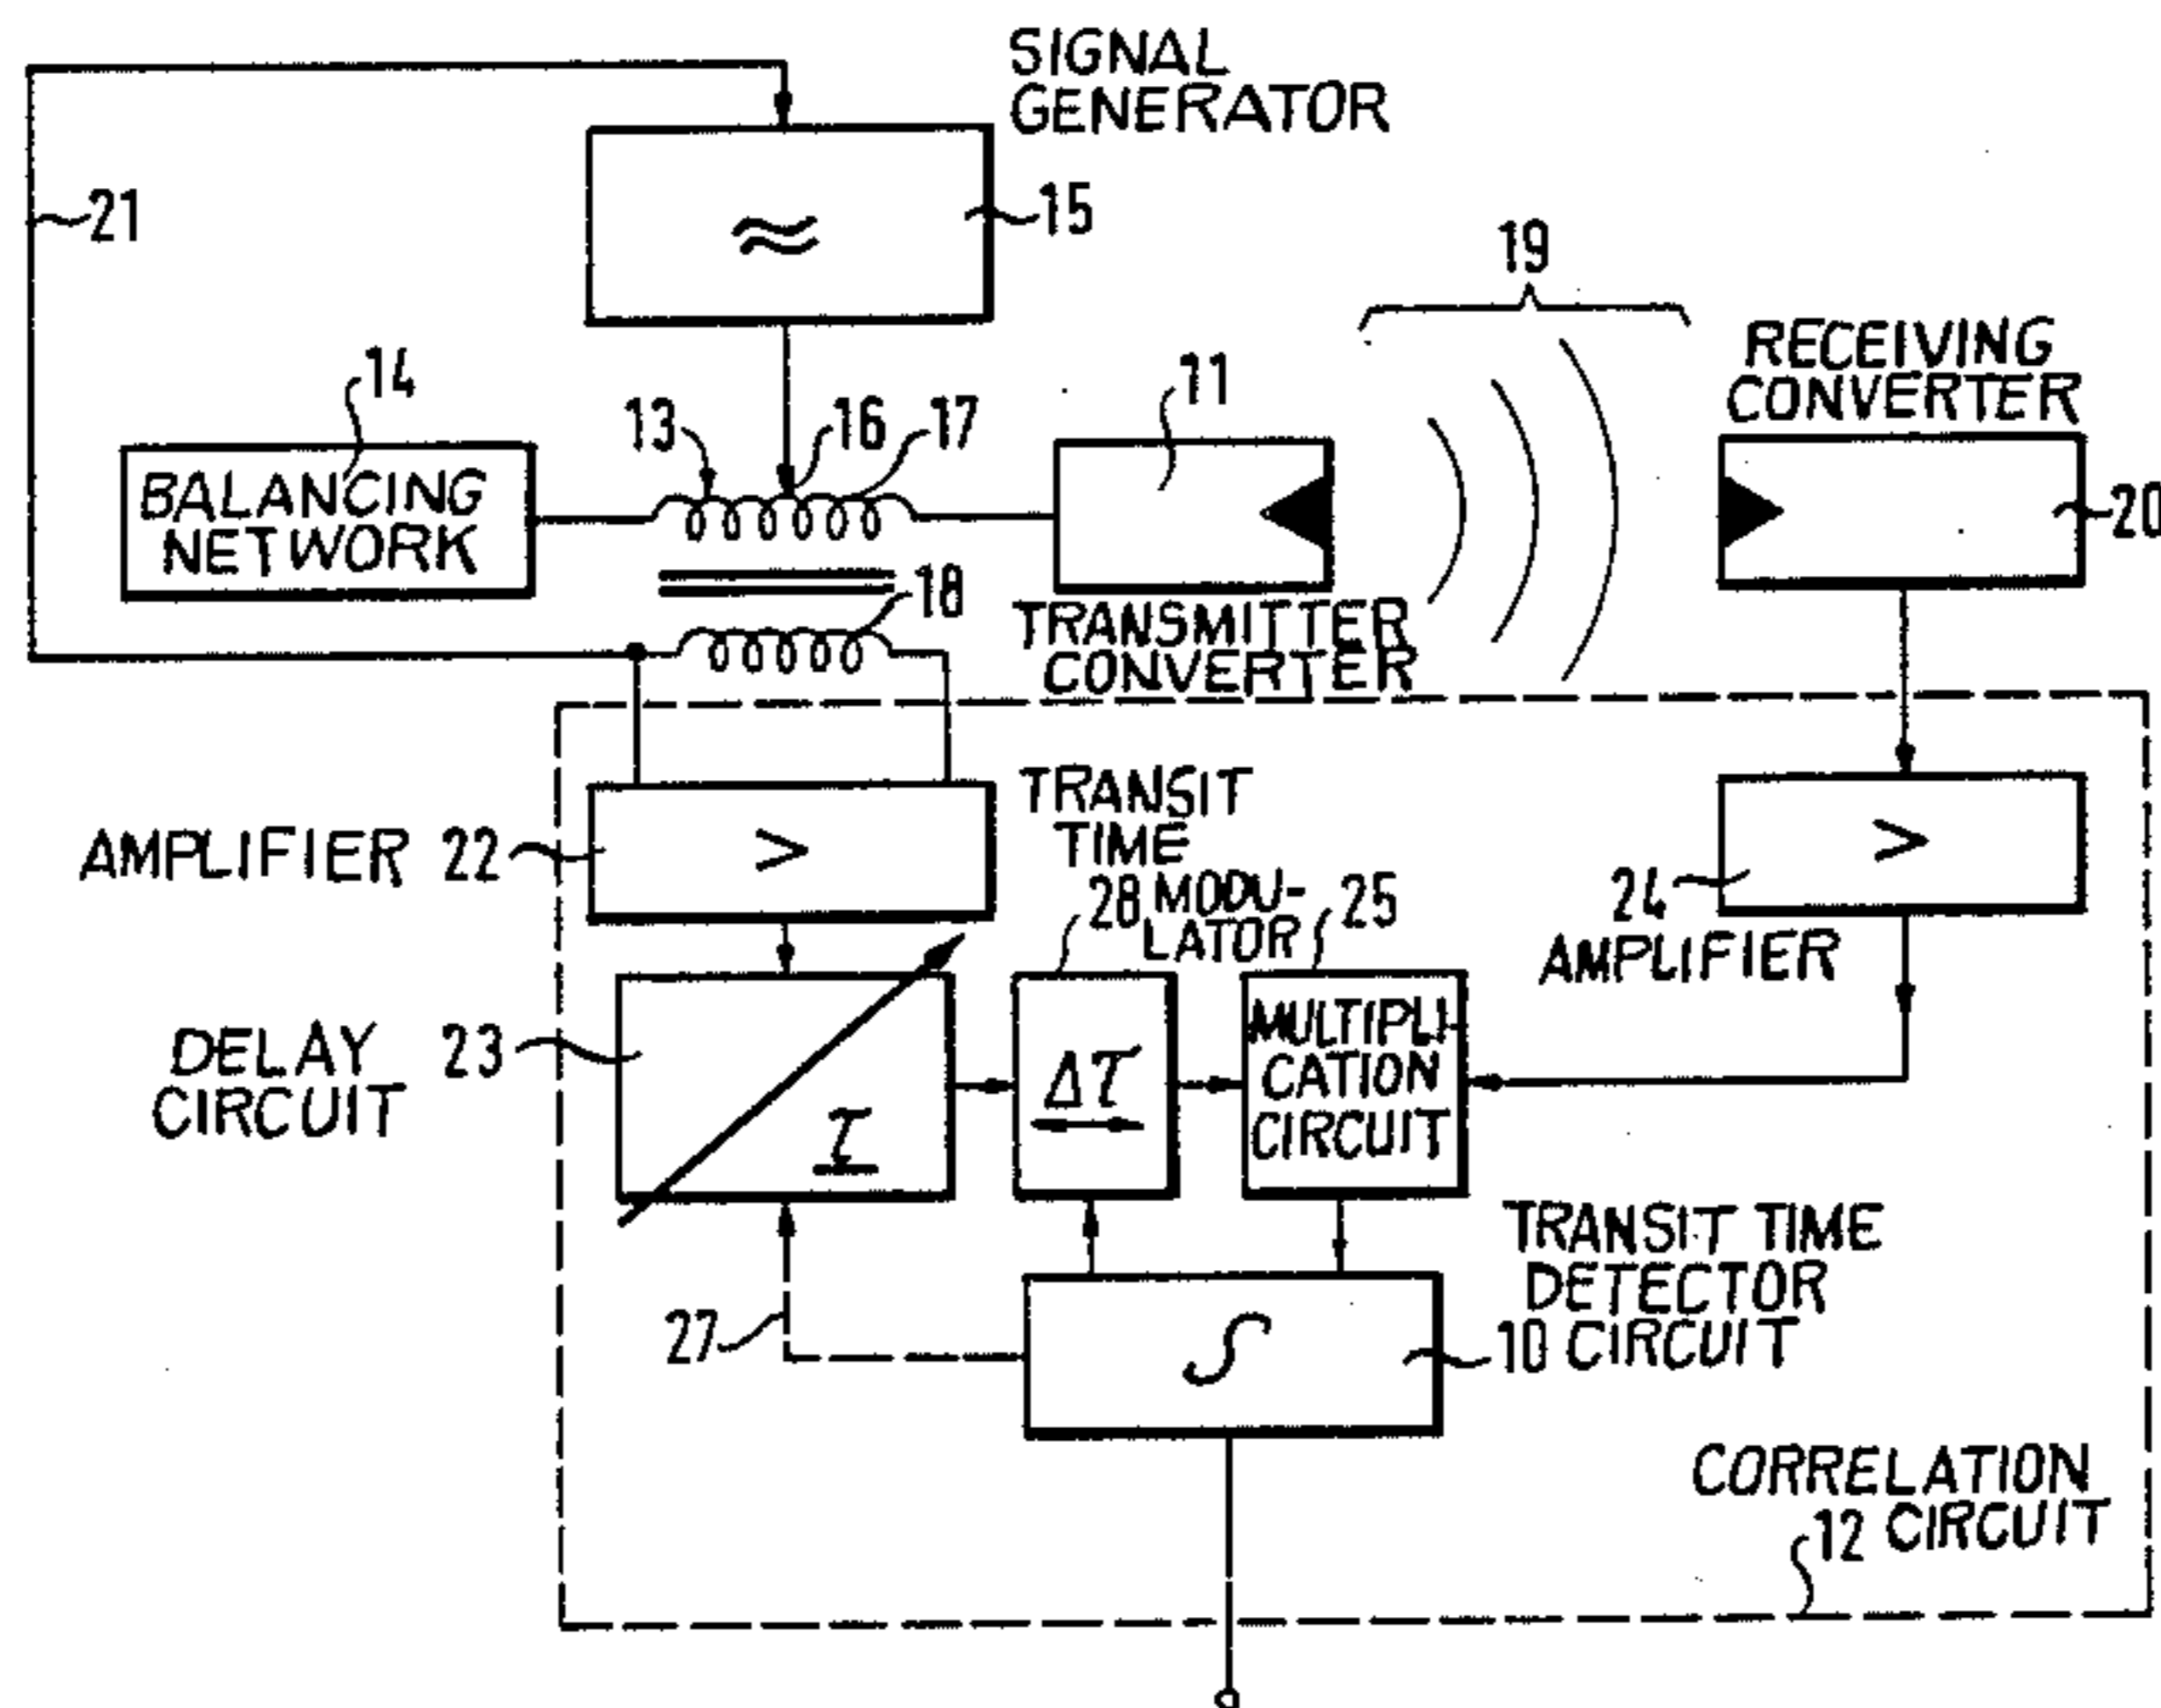 SIGNAL
GENERATOR
21
≈
15
19
14
13
16
17
11
RECEIVING
CONVERTER
BALANCING
NETWORK
20
18
TRANSMITTER
CONVERTER
AMPLIFIER 22
>
TRANSIT
TIME
28 MODU-
LATOR
25
>
24
AMPLIFIER
DELAY 23
CIRCUIT
τ
Δτ
MULTIPLI-
CATION
CIRCUIT
27
∫
TRANSIT TIME
DETECTOR
10 CIRCUIT
CORRELATION
12 CIRCUIT